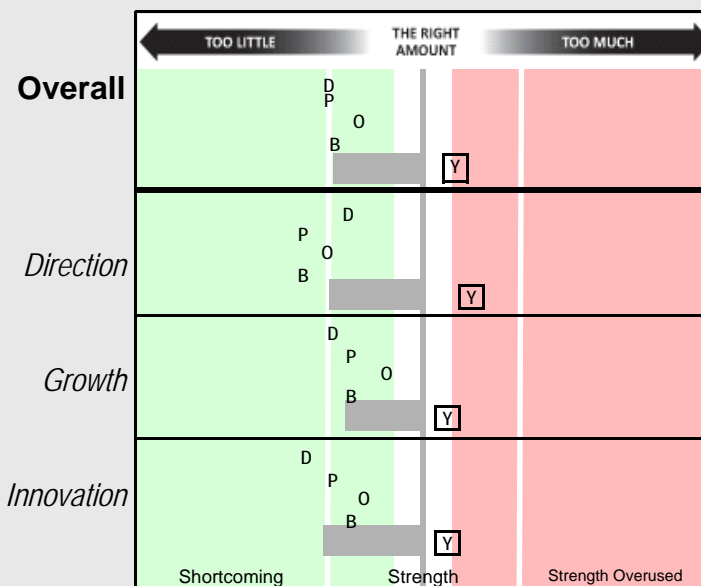 TOO LITTLE THE RIGHT AMOUNT TOO MUCH
Overall
D
P
O
B
Y
Direction
D
P
O
B
Y
Growth
D
P
O
B
Y
Innovation
D
P
O
B
Y
Shortcoming Strength Strength Overused